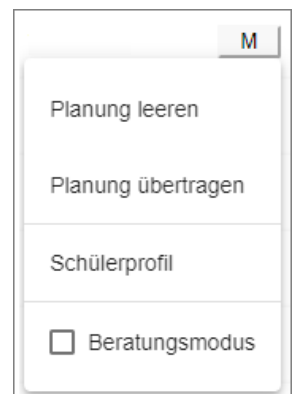 M
Planung leeren
Planung übertragen
Schülerprofil
Beratungsmodus